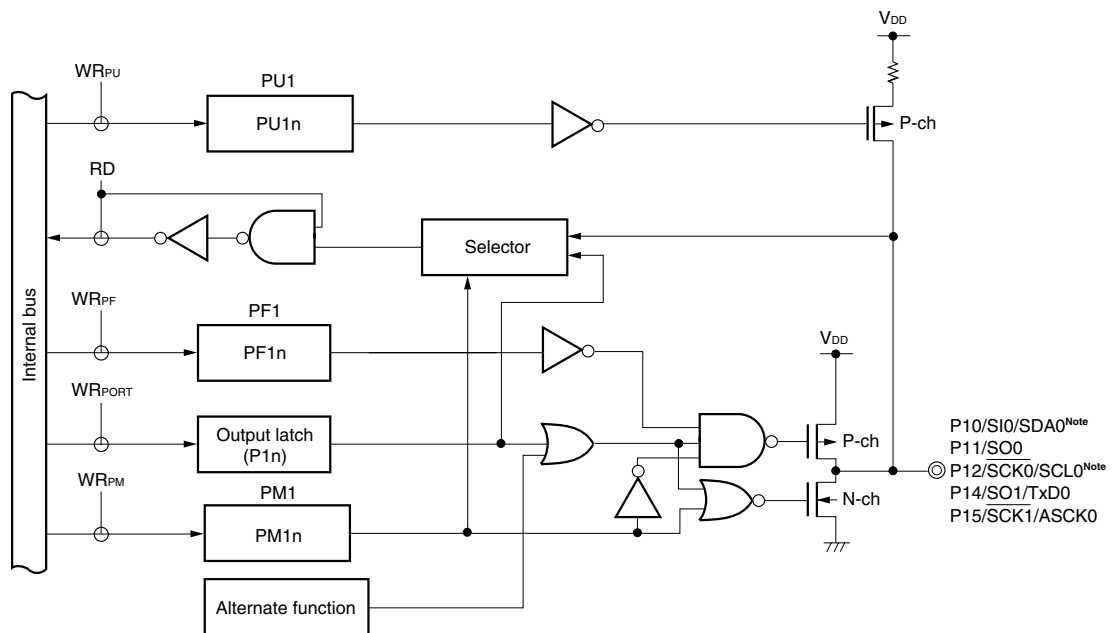 VDD
WRPU
PU1
PU1n
P-ch
RD
Selector
Internal bus
WRPF
PF1
PF1n
VDD
WRPORT
Output latch
(P1n)
P-ch
P10/SI0/SDA0Note
P11/SO0
P12/SCK0/SCL0Note
P14/SO1/TxD0
P15/SCK1/ASCK0
WRPM
PM1
PM1n
N-ch
Alternate function